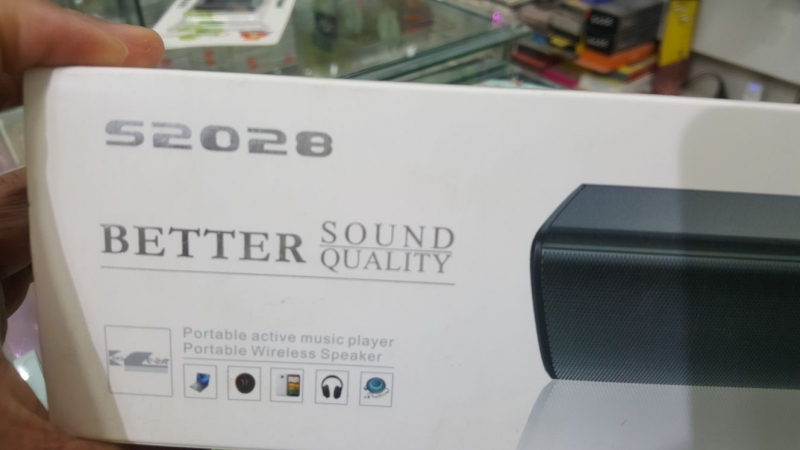 S2028
BETTER SOUND QUALITY
Portable active music player
Portable Wireless Speaker